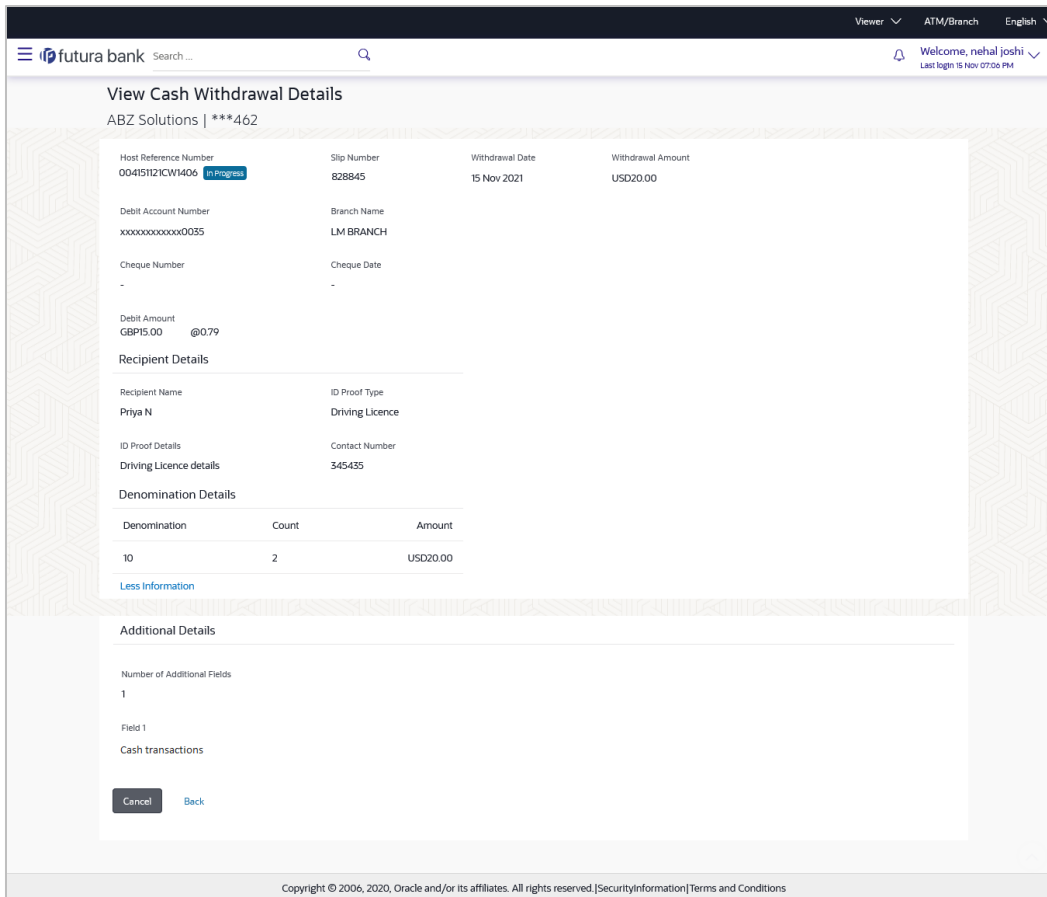 Viewer ATM/Branch English
futura bank Search ... Welcome, nehal joshi
Last login 15 Nov 07:06 PM
View Cash Withdrawal Details
ABZ Solutions | ***462
Host Reference Number Slip Number Withdrawal Date Withdrawal Amount
004151121CW1406 In Progress 828845 15 Nov 2021 USD20.00
Debit Account Number Branch Name
xxxxxxxxxxxx0035 LM BRANCH
Cheque Number Cheque Date
- -
Debit Amount
GBP15.00 @0.79
Recipient Details
Recipient Name ID Proof Type
Priya N Driving Licence
ID Proof Details Contact Number
Driving Licence details 345435
Denomination Details
Denomination Count Amount
10 2 USD20.00
Less Information
Additional Details
Number of Additional Fields
1
Field 1
Cash transactions
Cancel Back
Copyright © 2006, 2020, Oracle and/or its affiliates. All rights reserved.|SecurityInformation|Terms and Conditions